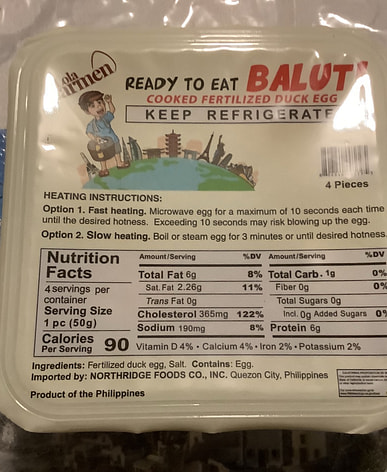 Lola
Carmen
READY TO EAT BALUT!
COOKED FERTILIZED DUCK EGG
KEEP REFRIGERATE
4 Pieces
HEATING INSTRUCTIONS:
Option 1. Fast heating. Microwave egg for a maximum of 10 seconds each time
until the desired hotness. Exceeding 10 seconds may risk blowing up the egg.
Option 2. Slow heating. Boil or steam egg for 3 minutes or until desired hotness.
Nutrition
Facts
4 servings per
container
Serving Size
1 pc (50g)
Calories
Per Serving 90
Amount/Serving %DV
Total Fat 6g 8%
Sat. Fat 2.26g 11%
Trans Fat 0g
Cholesterol 365mg 122%
Sodium 190mg 8%
Amount/Serving %DV
Total Carb. 1g 0%
Fiber 0g 0%
Total Sugars 0g
Incl. 0g Added Sugars 0%
Protein 6g
Vitamin D 4% • Calcium 4% • Iron 2% • Potassium 2%
Ingredients: Fertilized duck egg, Salt. Contains: Egg.
Imported by: NORTHRIDGE FOODS CO., INC. Quezon City, Philippines
Product of the Philippines